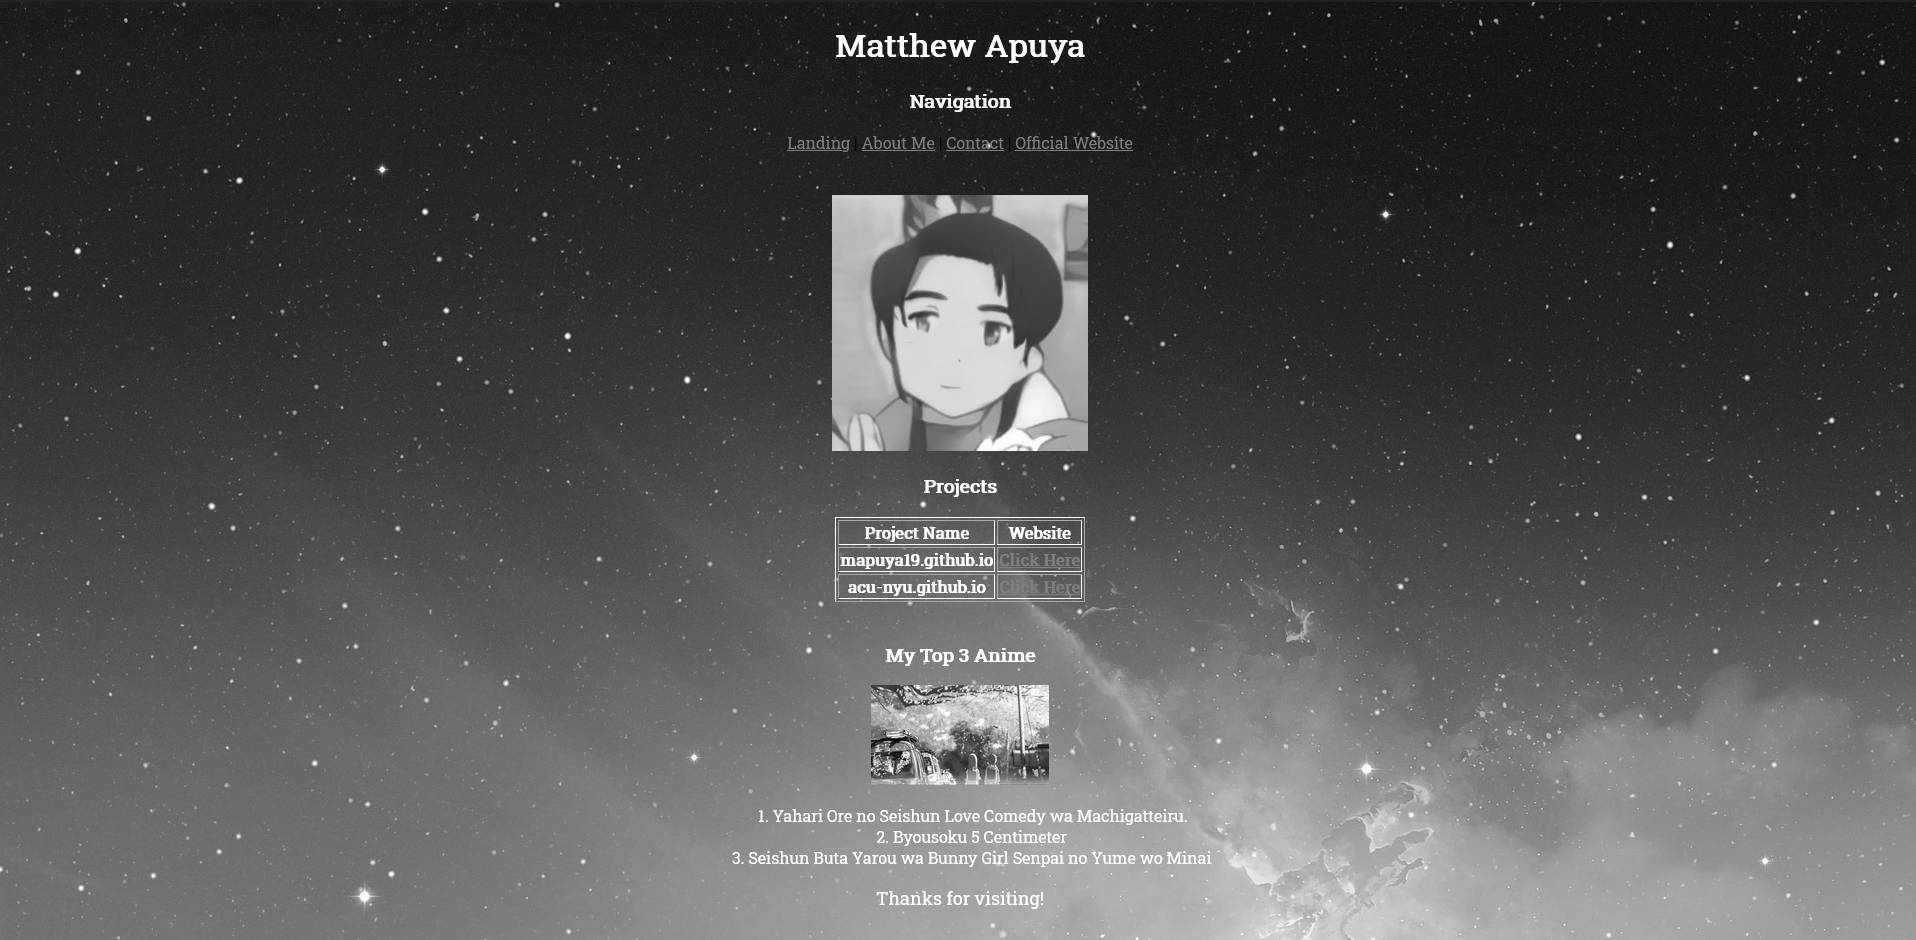 Matthew Apuya
Navigation
Landing | About Me | Contact | Official Website
Projects
Project Name Website
mapuya19.github.io Click Here
acu-nyu.github.io Click Here
My Top 3 Anime
1. Yahari Ore no Seishun Love Comedy wa Machigatteiru.
2. Byousoku 5 Centimeter
3. Seishun Buta Yarou wa Bunny Girl Senpai no Yume wo Minai
Thanks for visiting!